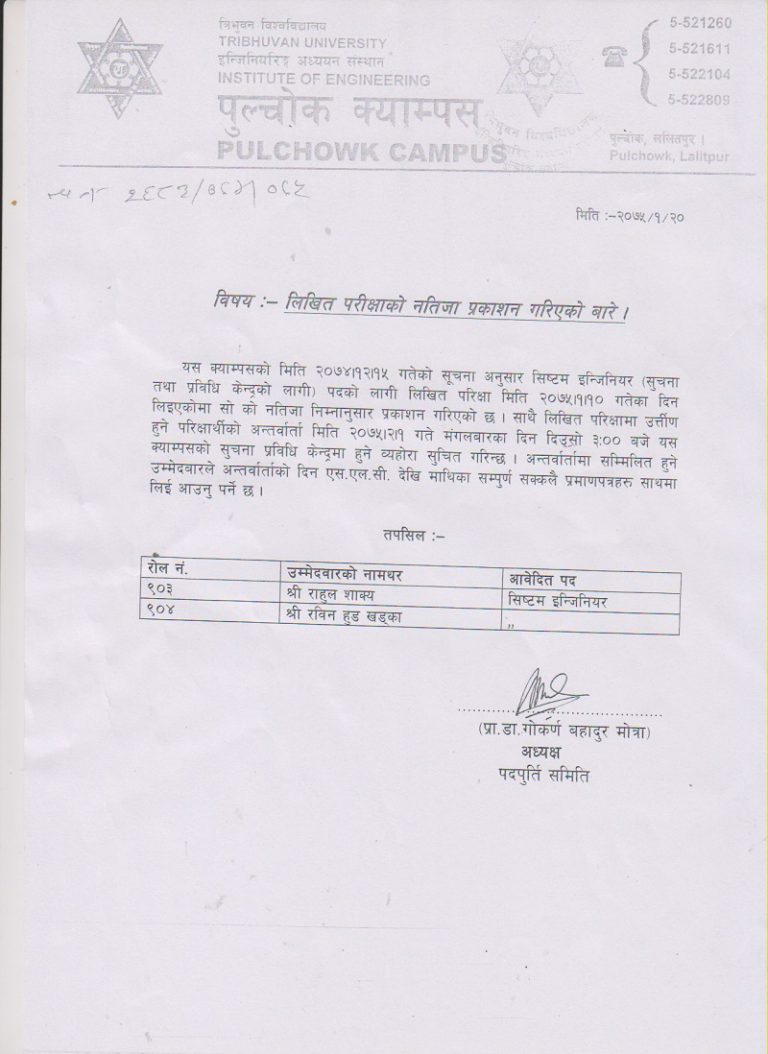 त्रिभुवन विश्वविद्यालय
TRIBHUVAN UNIVERSITY
इन्जिनियरिङ्ग अध्ययन संस्थान
INSTITUTE OF ENGINEERING
पुल्चोक क्याम्पस
PULCHOWK CAMPUS
5-521260
5-521611
5-522104
5-522809
पुल्चोक, ललितपुर ।
Pulchowk, Lalitpur
मिति :-२०७५/१/२०
विषय :– लिखित परीक्षाको नतिजा प्रकाशन गरिएको बारे ।
यस क्याम्पसको मिति २०७४।१२।१५ गतेको सूचना अनुसार सिष्टम इन्जिनियर (सुचना
तथा प्रविधि केन्द्रको लागी) पदको लागी लिखित परिक्षा मिति २०७५।१।१० गतेका दिन
लिइएकोमा सो को नतिजा निम्नानुसार प्रकाशन गरिएको छ । साथै लिखित परिक्षामा उर्त्तीण
हुने परिक्षार्थीको अन्तर्वार्ता मिति २०७५।२।१ गते मंगलबारका दिन दिउसो ३:०० बजे यस
क्याम्पसको सुचना प्रविधि केन्द्रमा हुने व्यहोरा सुचित गरिन्छ । अन्तर्वार्तामा सम्मिलित हुने
उम्मेदवारले अन्तर्वार्ताको दिन एस.एल.सी. देखि माथिका सम्पुर्ण सक्कलै प्रमाणपत्रहरु साथमा
लिई आउनु पर्ने छ ।
तपसिल :–
रोल नं. उम्मेदवारको नामथर आवेदित पद
९०३ श्री राहुल शाक्य सिष्टम इन्जिनियर
९०४ श्री रविन हुड खड्का ,,
(प्रा.डा.गोकर्ण बहादुर मोत्रा)
अध्यक्ष
पदपुर्ति समिति